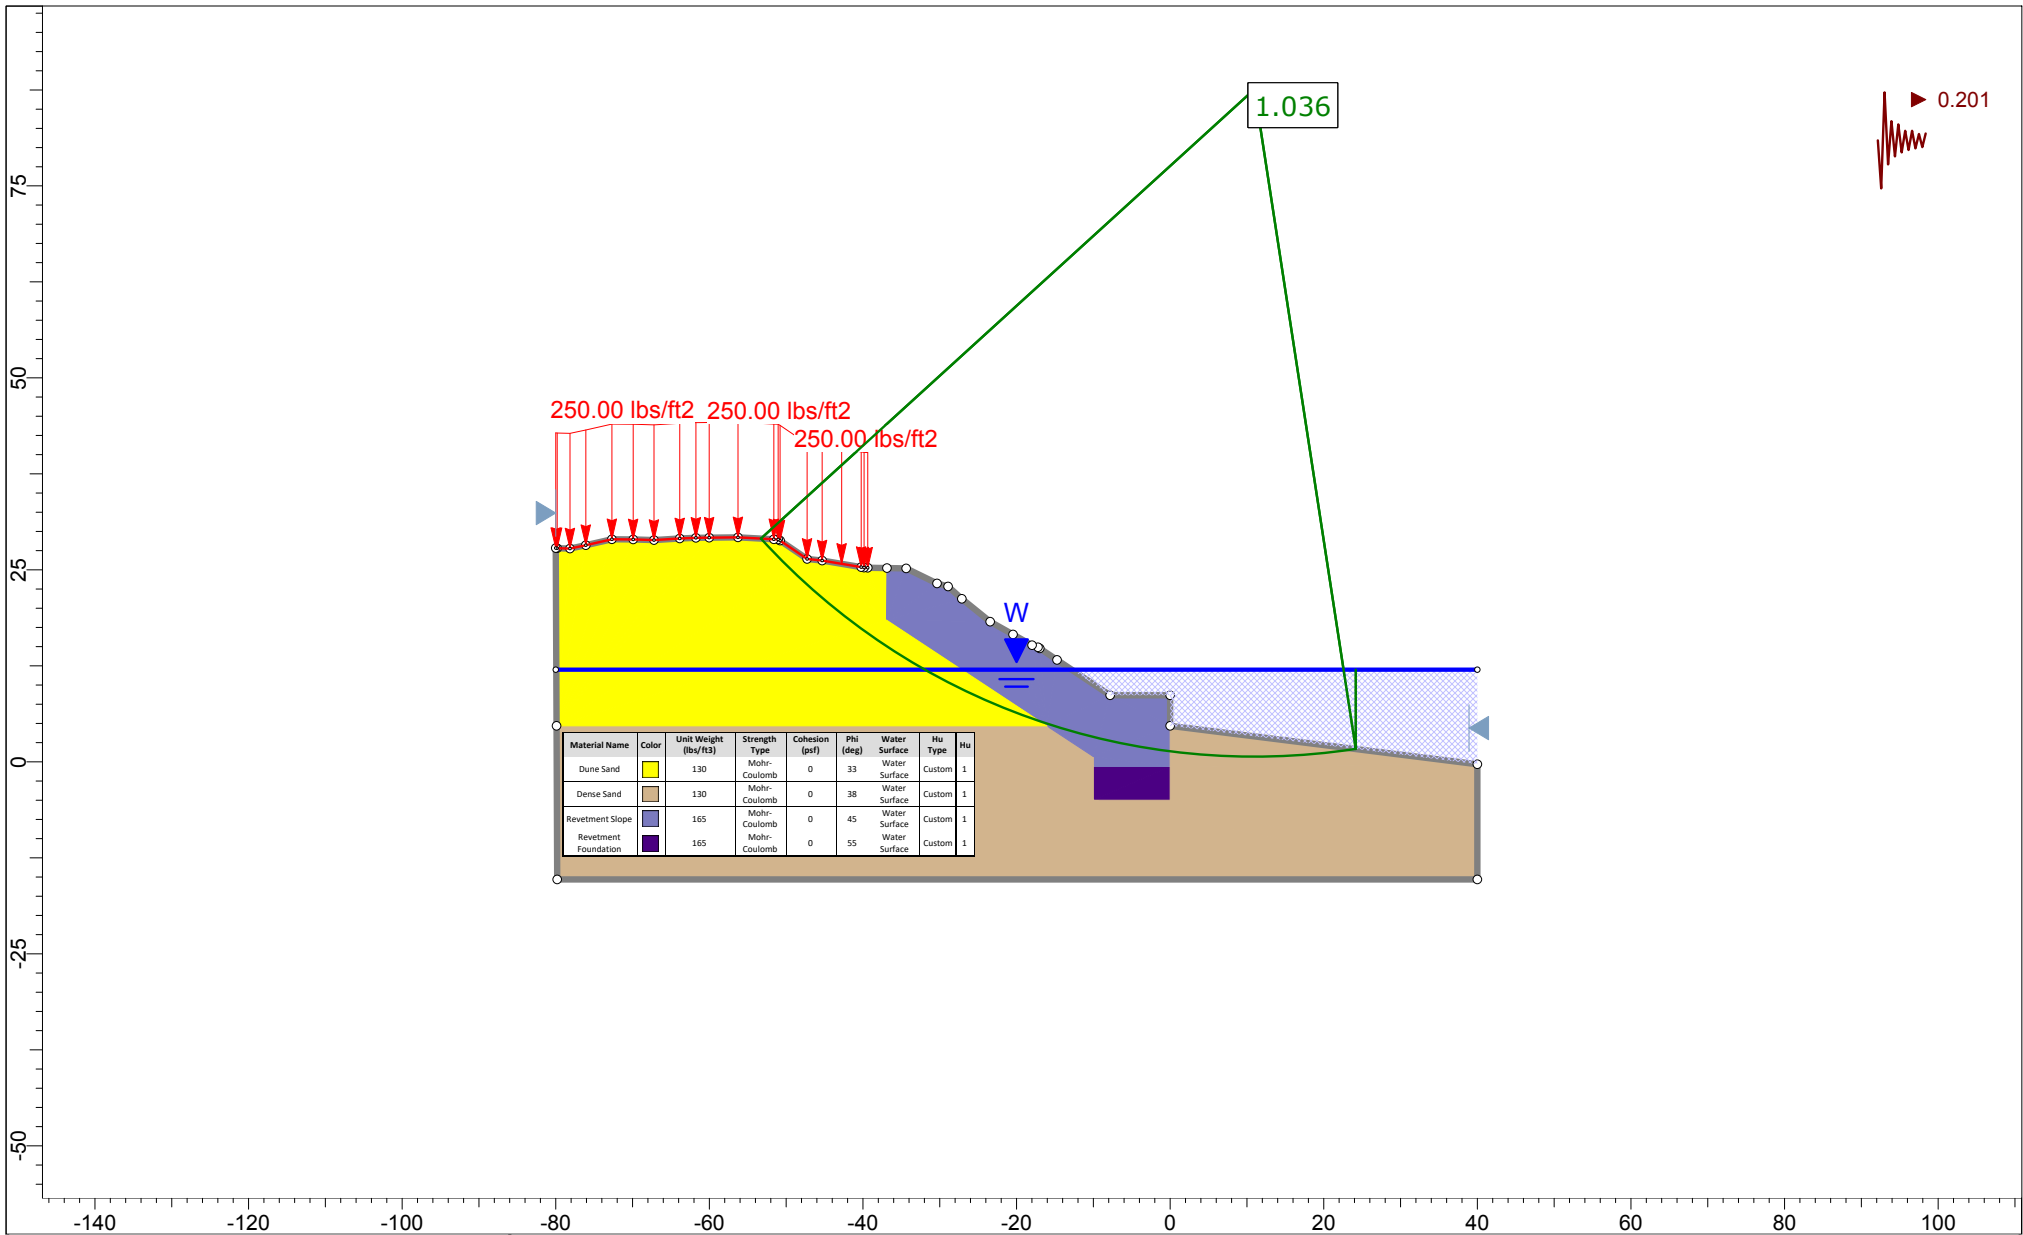 1.036
0.201
75
50
250.00 lbs/ft2 250.00 lbs/ft2
250.00 lbs/ft2
25
W
0
Material Name Color Unit Weight (lbs/ft3) Strength Type Cohesion (psf) Phi (deg) Water Surface Hu Type Hu
Dune Sand 130 Mohr-Coulomb 0 33 Water Surface Custom 1
Dense Sand 130 Mohr-Coulomb 0 38 Water Surface Custom 1
Revetment Slope 165 Mohr-Coulomb 0 45 Water Surface Custom 1
Revetment Foundation 165 Mohr-Coulomb 0 55 Water Surface Custom 1
-25
-50
-140 -120 -100 -80 -60 -40 -20 0 20 40 60 80 100